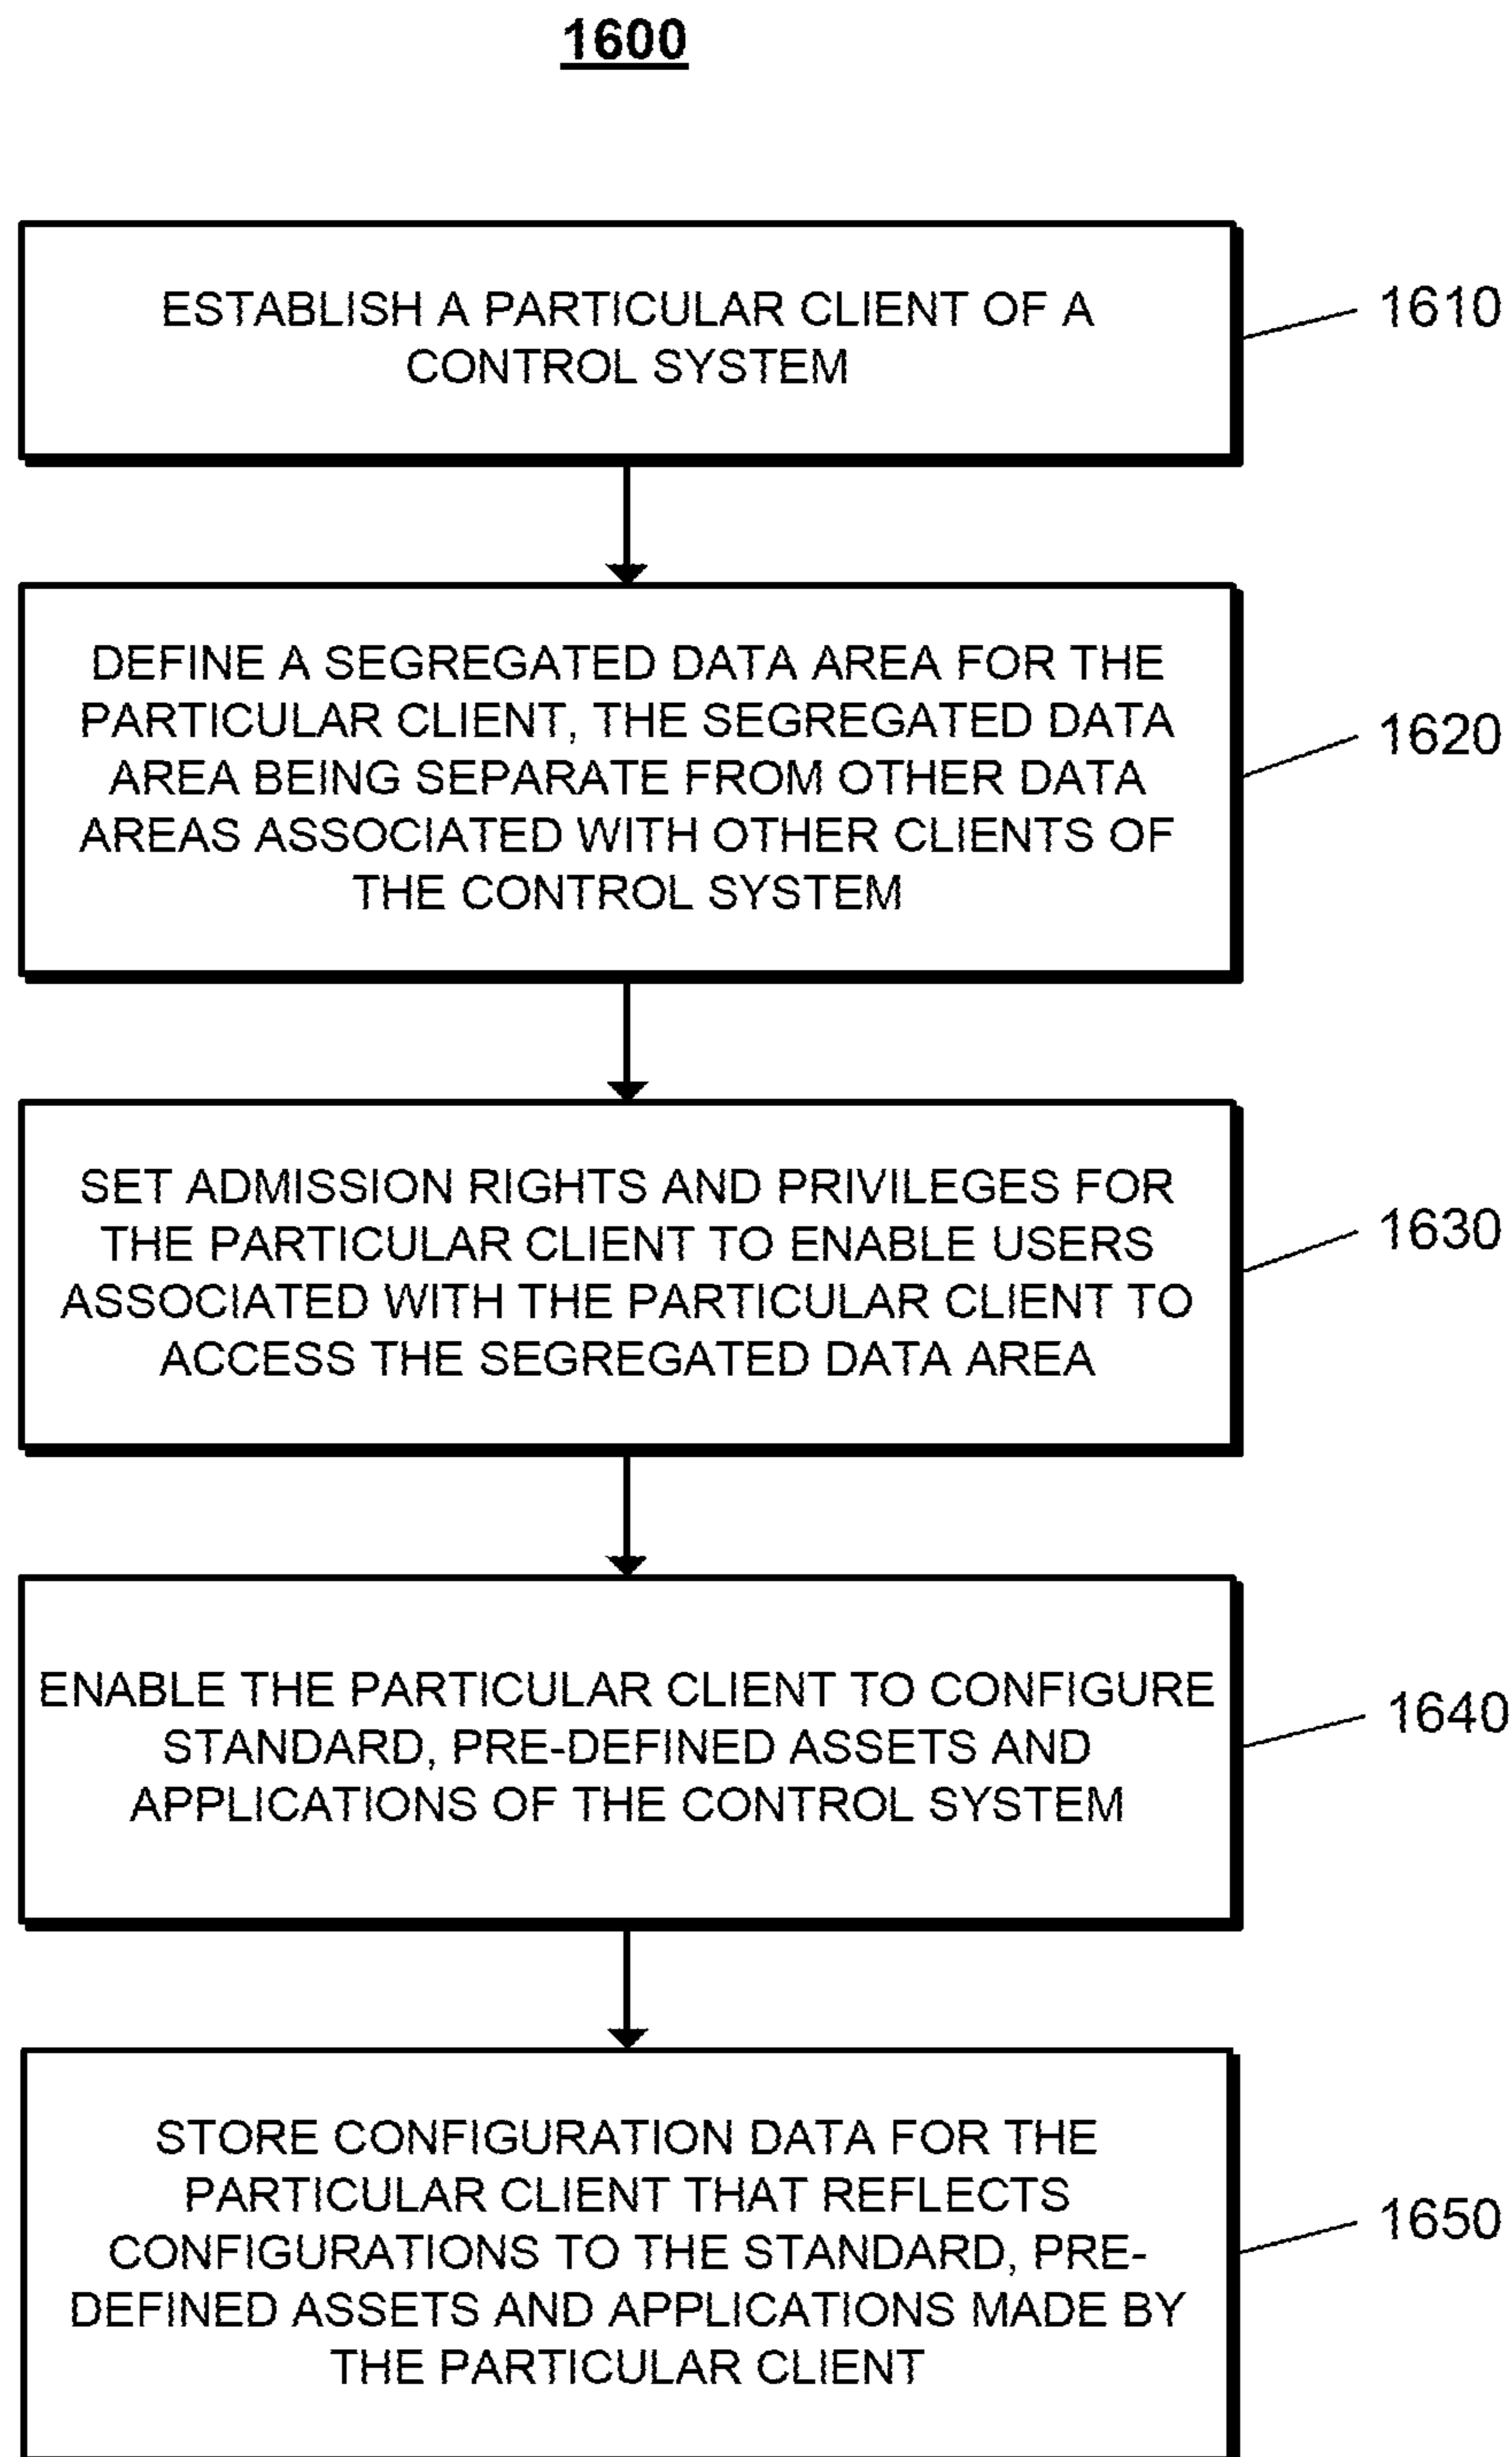 1600
ESTABLISH A PARTICULAR CLIENT OF A
CONTROL SYSTEM
1610
DEFINE A SEGREGATED DATA AREA FOR THE
PARTICULAR CLIENT, THE SEGREGATED DATA
AREA BEING SEPARATE FROM OTHER DATA
AREAS ASSOCIATED WITH OTHER CLIENTS OF
THE CONTROL SYSTEM
1620
SET ADMISSION RIGHTS AND PRIVILEGES FOR
THE PARTICULAR CLIENT TO ENABLE USERS
ASSOCIATED WITH THE PARTICULAR CLIENT TO
ACCESS THE SEGREGATED DATA AREA
1630
ENABLE THE PARTICULAR CLIENT TO CONFIGURE
STANDARD, PRE-DEFINED ASSETS AND
APPLICATIONS OF THE CONTROL SYSTEM
1640
STORE CONFIGURATION DATA FOR THE
PARTICULAR CLIENT THAT REFLECTS
CONFIGURATIONS TO THE STANDARD, PRE-
DEFINED ASSETS AND APPLICATIONS MADE BY
THE PARTICULAR CLIENT
1650